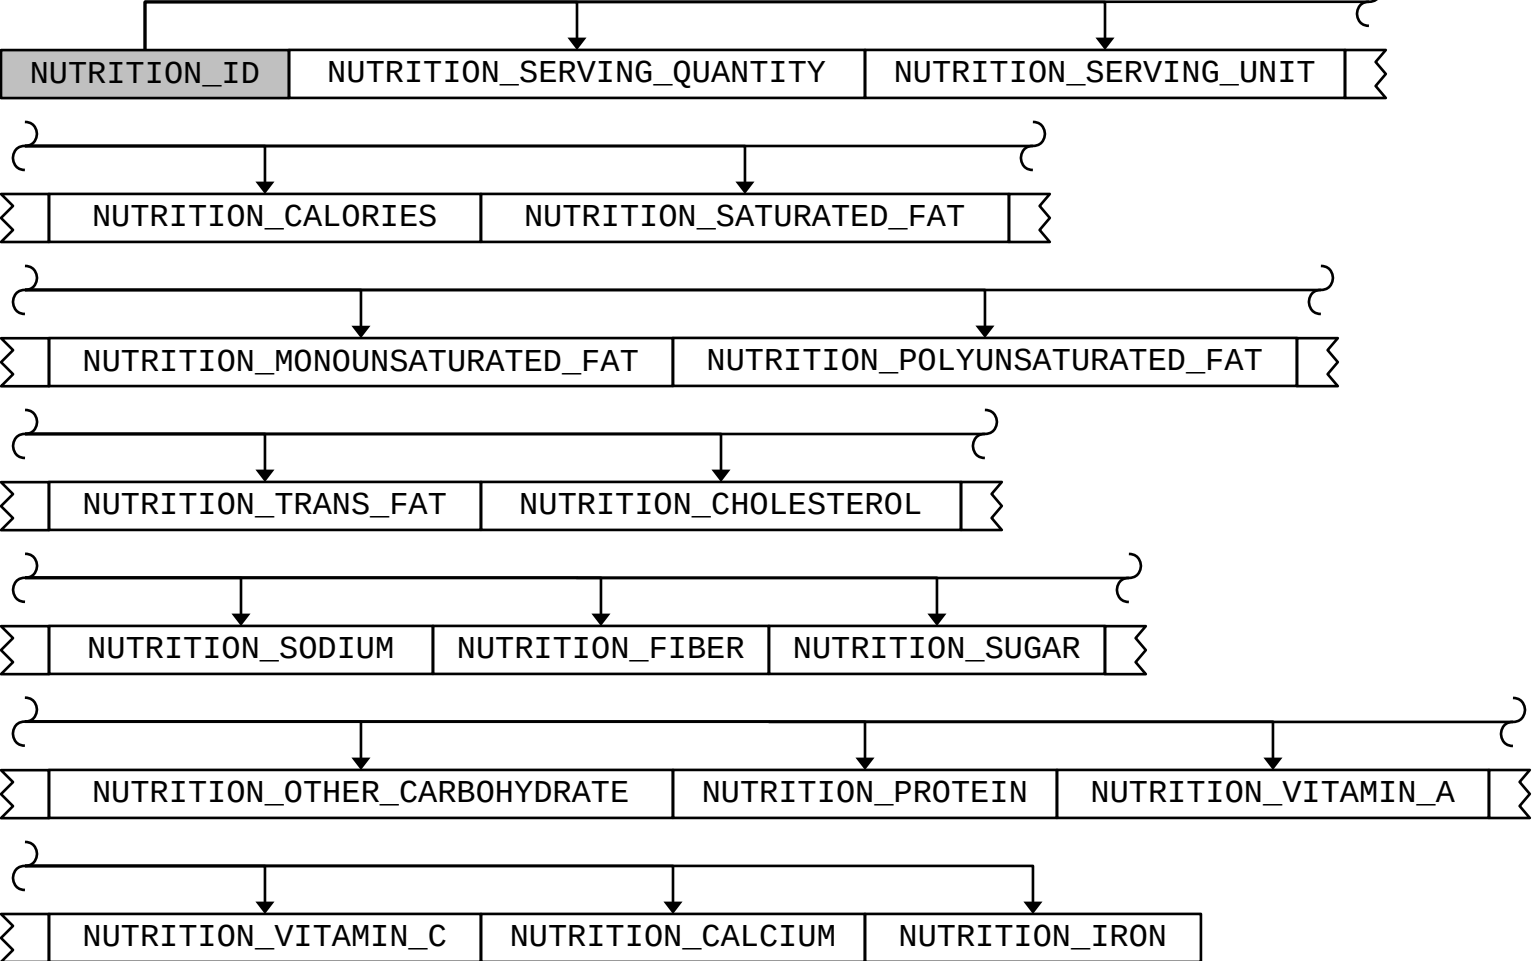 NUTRITION_ID NUTRITION_SERVING_QUANTITY NUTRITION_SERVING_UNIT
NUTRITION_CALORIES NUTRITION_SATURATED_FAT
NUTRITION_MONOUNSATURATED_FAT NUTRITION_POLYUNSATURATED_FAT
NUTRITION_TRANS_FAT NUTRITION_CHOLESTEROL
NUTRITION_SODIUM NUTRITION_FIBER NUTRITION_SUGAR
NUTRITION_OTHER_CARBOHYDRATE NUTRITION_PROTEIN NUTRITION_VITAMIN_A
NUTRITION_VITAMIN_C NUTRITION_CALCIUM NUTRITION_IRON